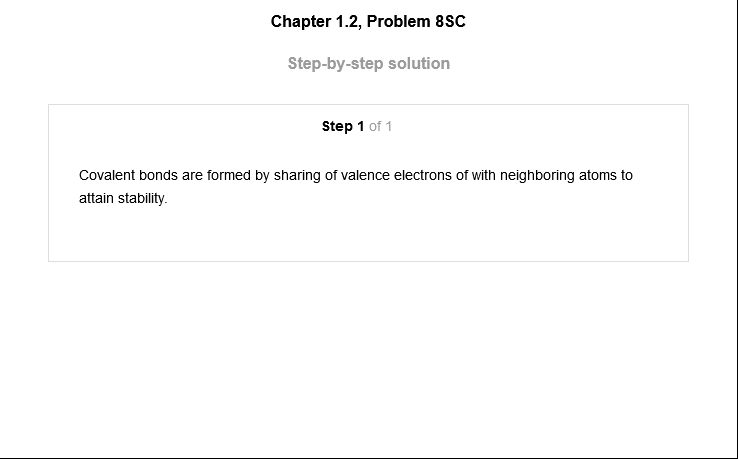 Chapter 1.2, Problem 8SC
Step-by-step solution
Step 1 of 1
Covalent bonds are formed by sharing of valence electrons of with neighboring atoms to
attain stability.